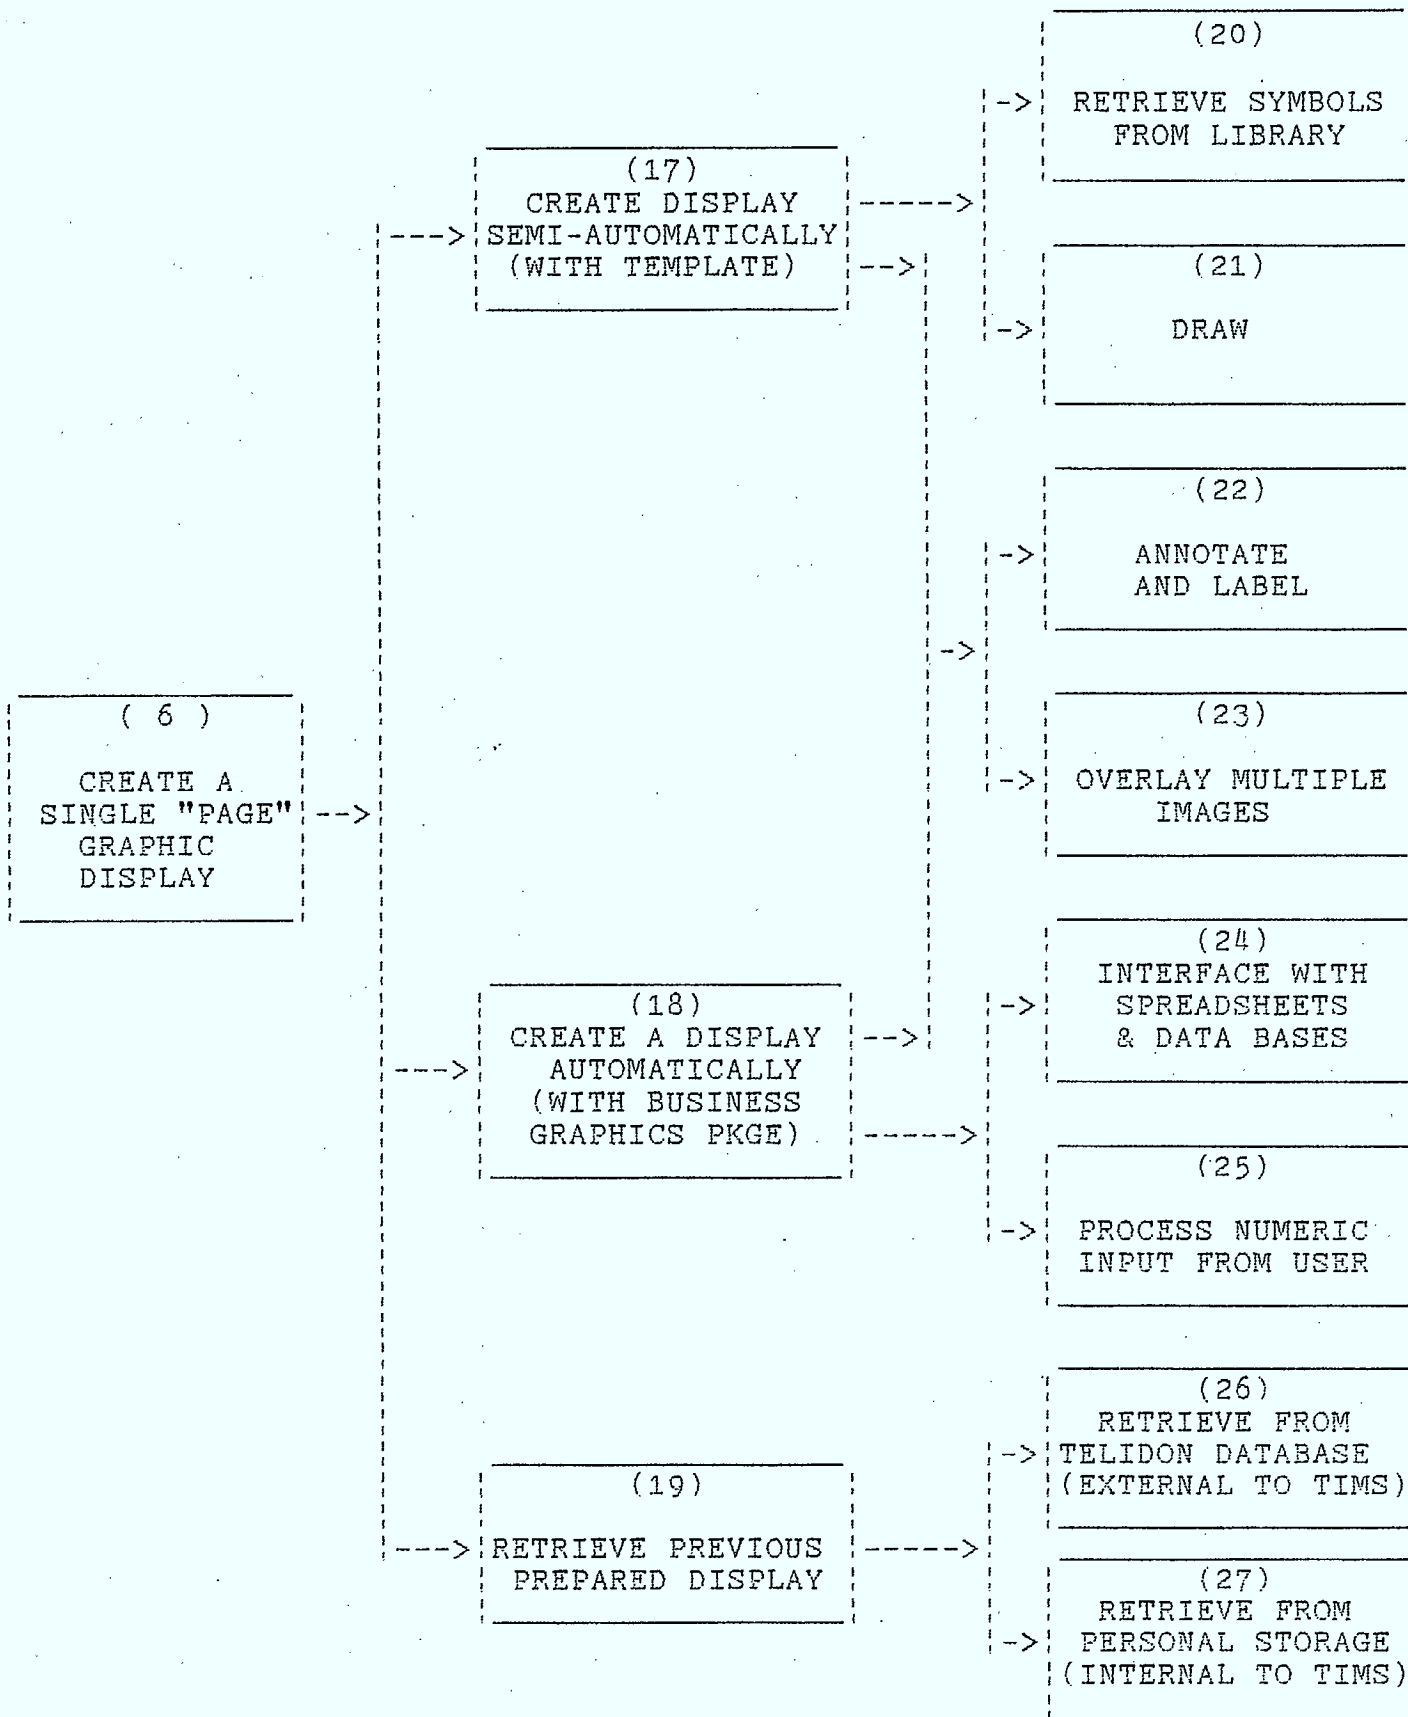 (20)
RETRIEVE SYMBOLS
FROM LIBRARY
(17)
CREATE DISPLAY
SEMI-AUTOMATICALLY
(WITH TEMPLATE)
(21)
DRAW
(22)
ANNOTATE
AND LABEL
( 6 )
CREATE A
SINGLE "PAGE"
GRAPHIC
DISPLAY
(23)
OVERLAY MULTIPLE
IMAGES
(24)
INTERFACE WITH
SPREADSHEETS
& DATA BASES
(18)
CREATE A DISPLAY
AUTOMATICALLY
(WITH BUSINESS
GRAPHICS PKGE)
(25)
PROCESS NUMERIC
INPUT FROM USER
(26)
RETRIEVE FROM
TELIDON DATABASE
(EXTERNAL TO TIMS)
(19)
RETRIEVE PREVIOUS
PREPARED DISPLAY
(27)
RETRIEVE FROM
PERSONAL STORAGE
(INTERNAL TO TIMS)